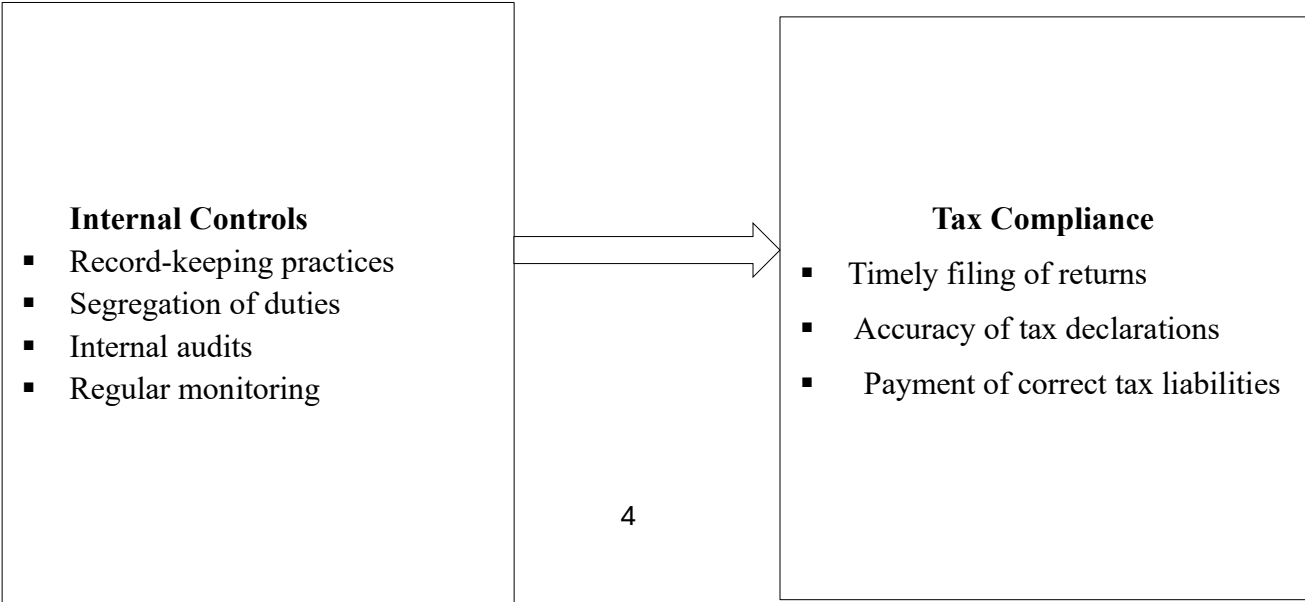 Internal Controls
▪ Record-keeping practices
▪ Segregation of duties
▪ Internal audits
▪ Regular monitoring
Tax Compliance
▪ Timely filing of returns
▪ Accuracy of tax declarations
▪ Payment of correct tax liabilities
4